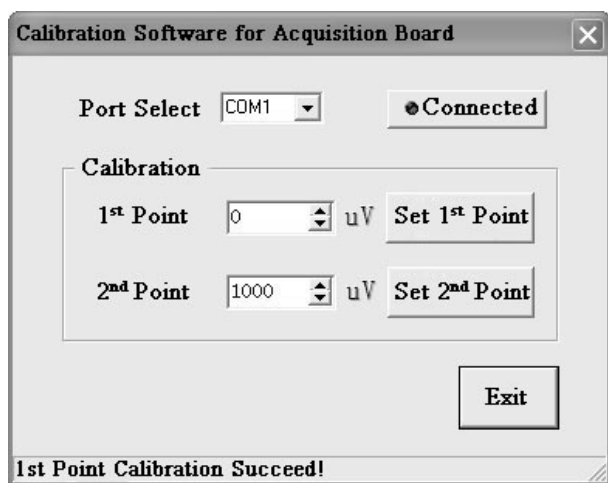 Calibration Software for Acquisition Board
Port Select COM1 Connected
Calibration
1st Point 0 uV Set 1st Point
2nd Point 1000 uV Set 2nd Point
Exit
1st Point Calibration Succeed!